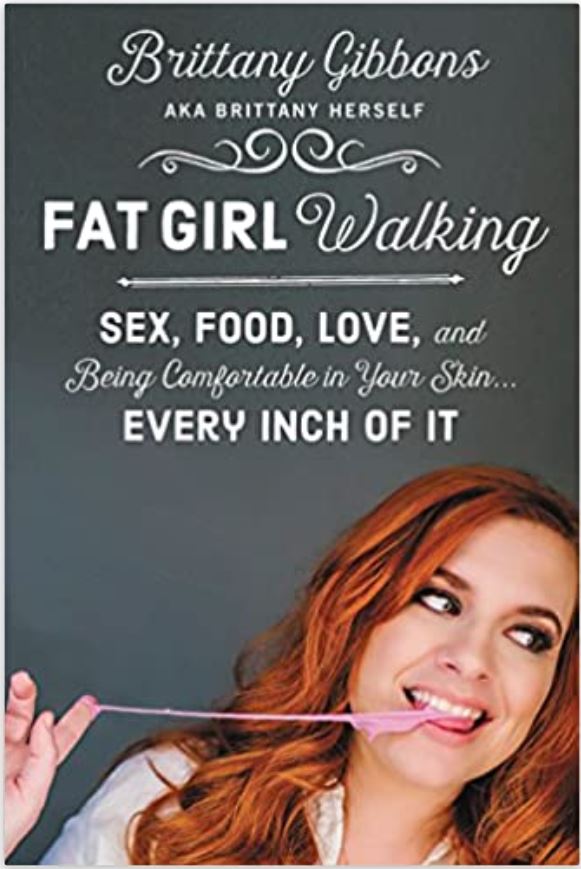 Brittany Gibbons
AKA BRITTANY HERSELF
FAT GIRL Walking
SEX, FOOD, LOVE, and
Being Comfortable in Your Skin...
EVERY INCH OF IT